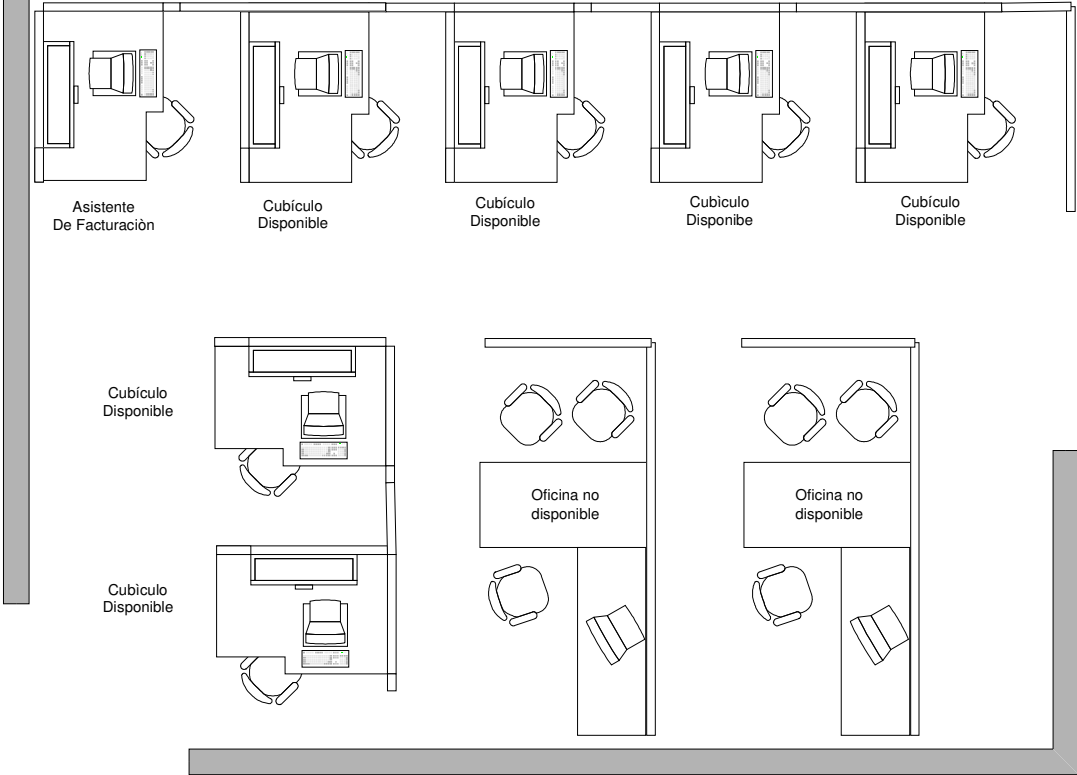 Asistente
De Facturaciòn
Cubículo
Disponible
Cubículo
Disponible
Cubìculo
Disponibe
Cubículo
Disponible
Cubículo
Disponible
Oficina no
disponible
Oficina no
disponible
Cubìculo
Disponible